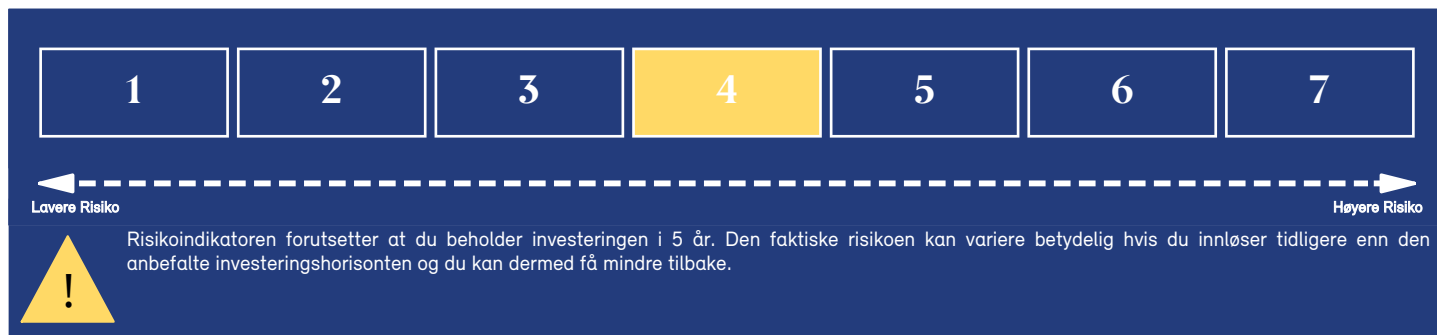 1 2 3 4 5 6 7
Lavere Risiko Høyere Risiko
Risikoindikatoren forutsetter at du beholder investeringen i 5 år. Den faktiske risikoen kan variere betydelig hvis du innløser tidligere enn den
anbefalte investeringshorisonten og du kan dermed få mindre tilbake.
!